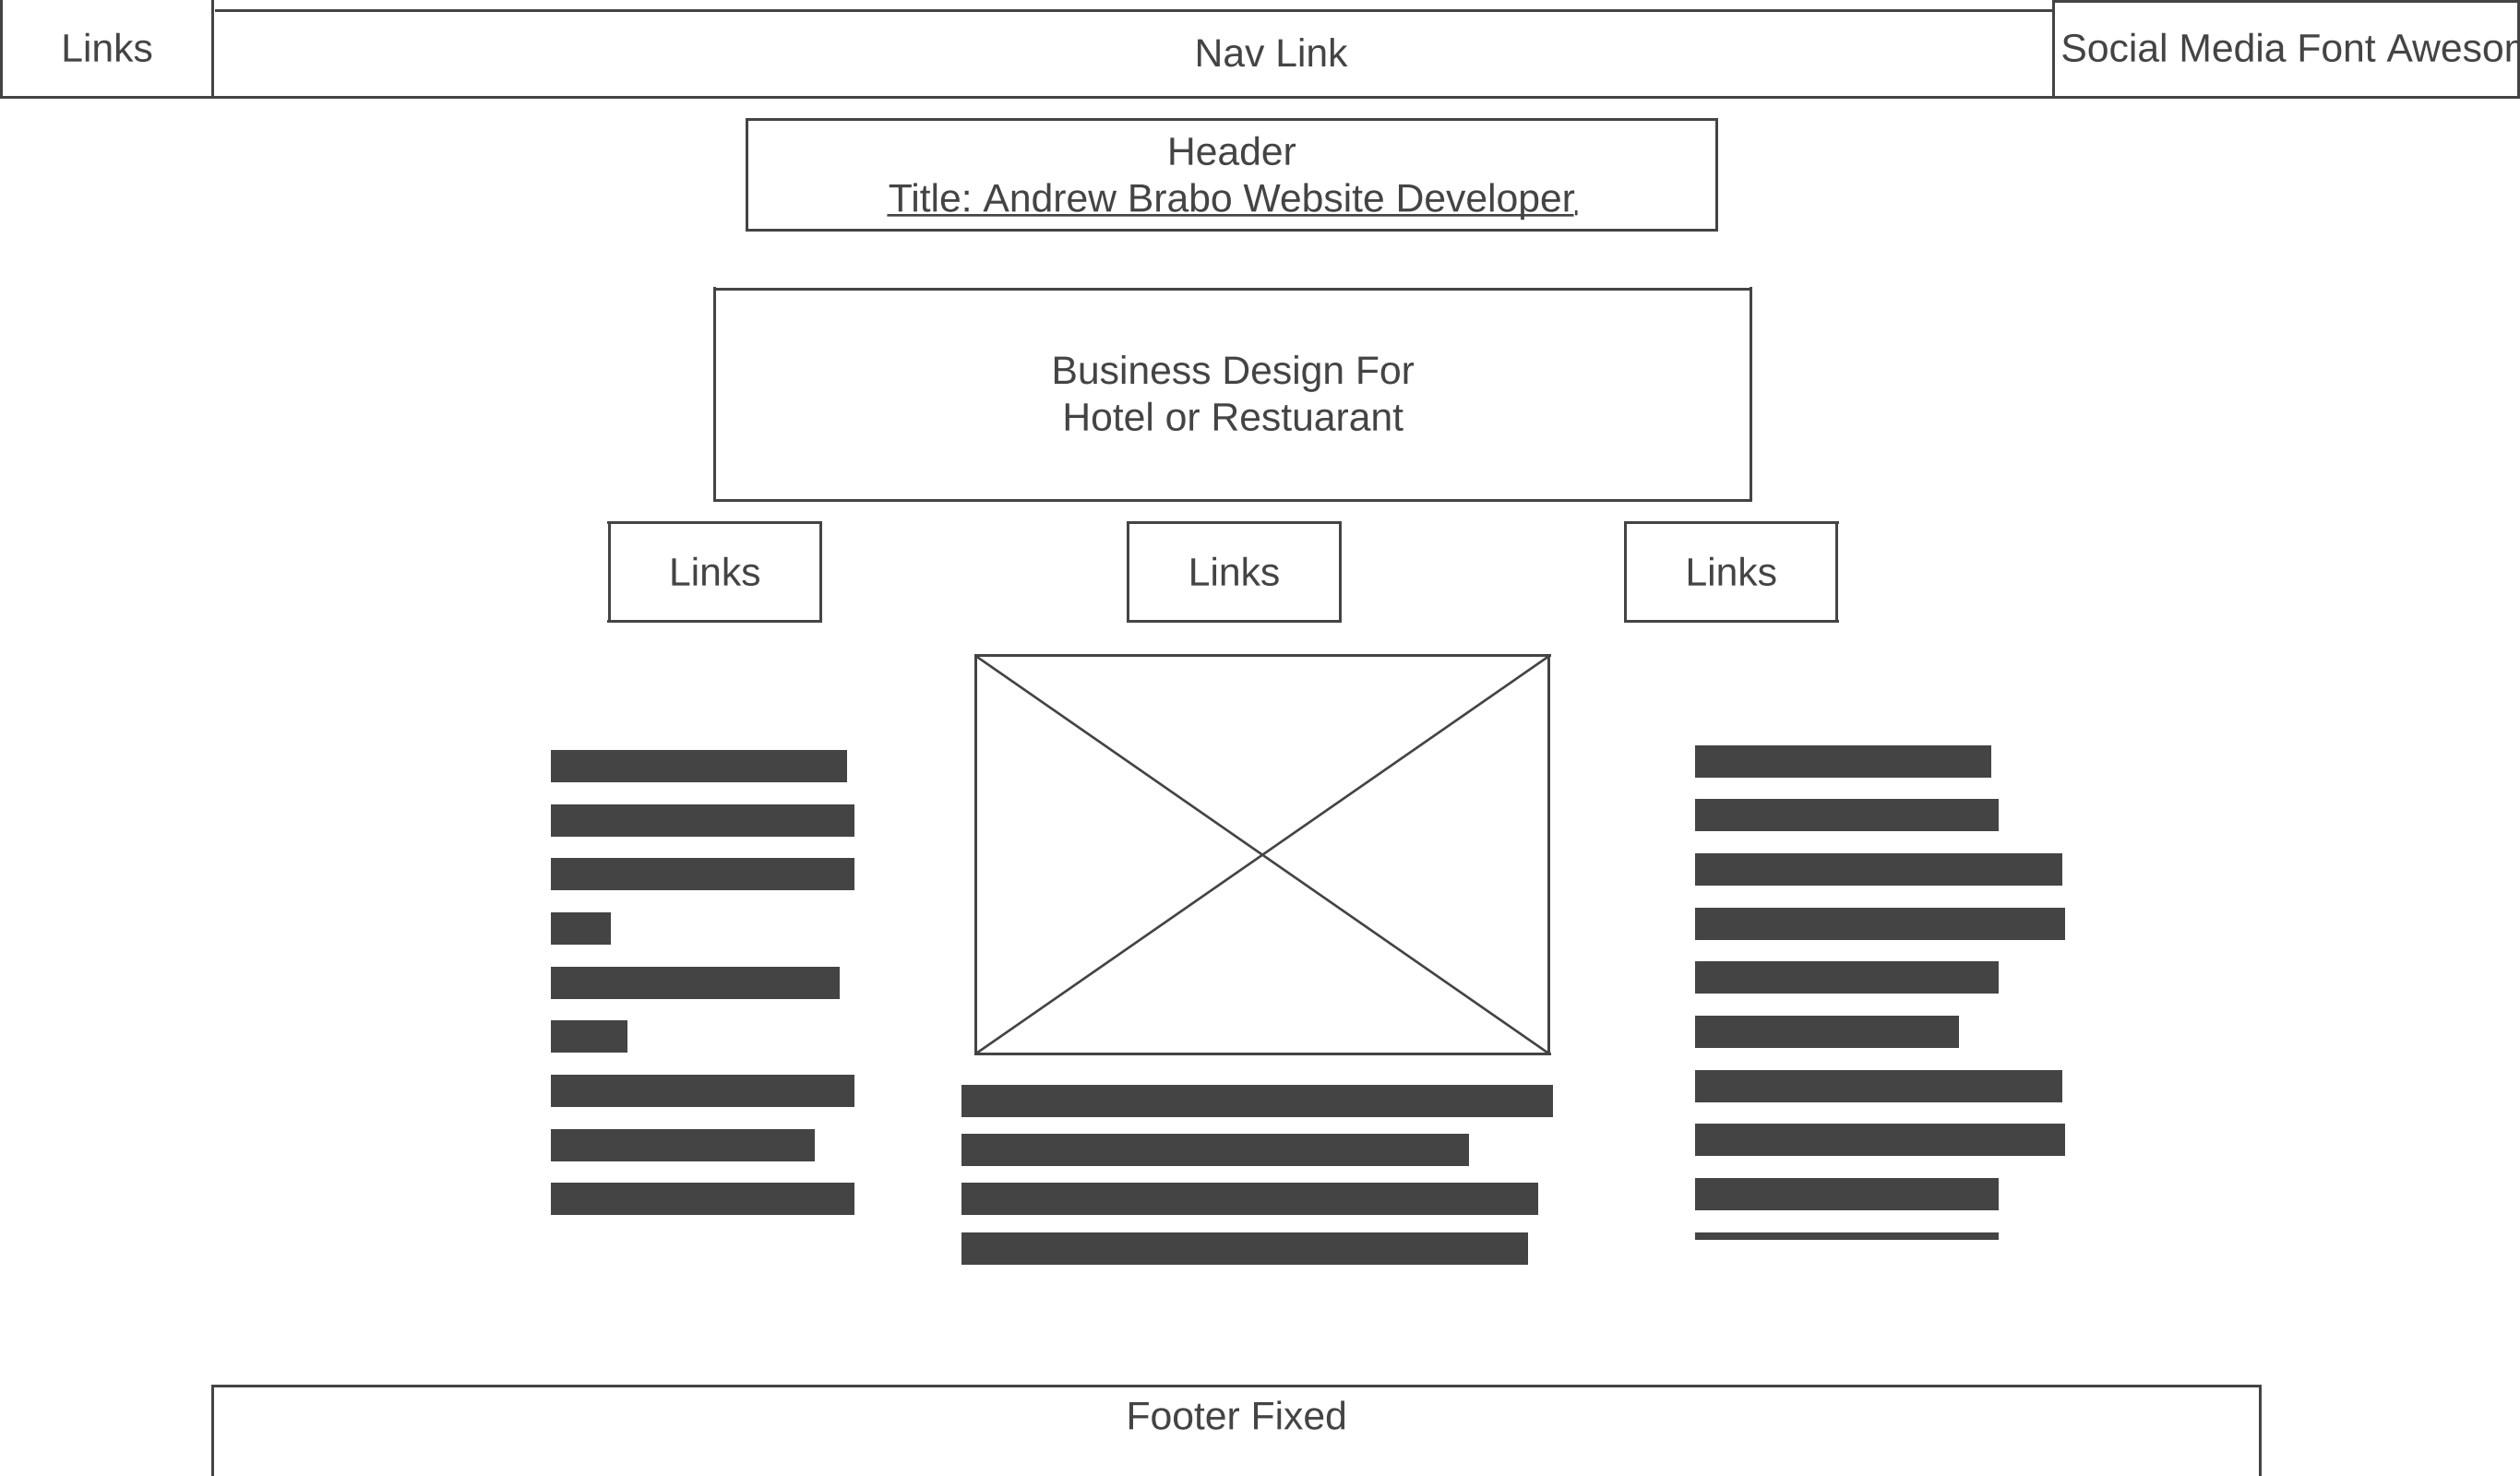 Links
Nav Link
Social Media Font Aweso
Header
Title: Andrew Brabo Website Developer.
Business Design For
Hotel or Restuarant
Links
Links
Links
Footer Fixed